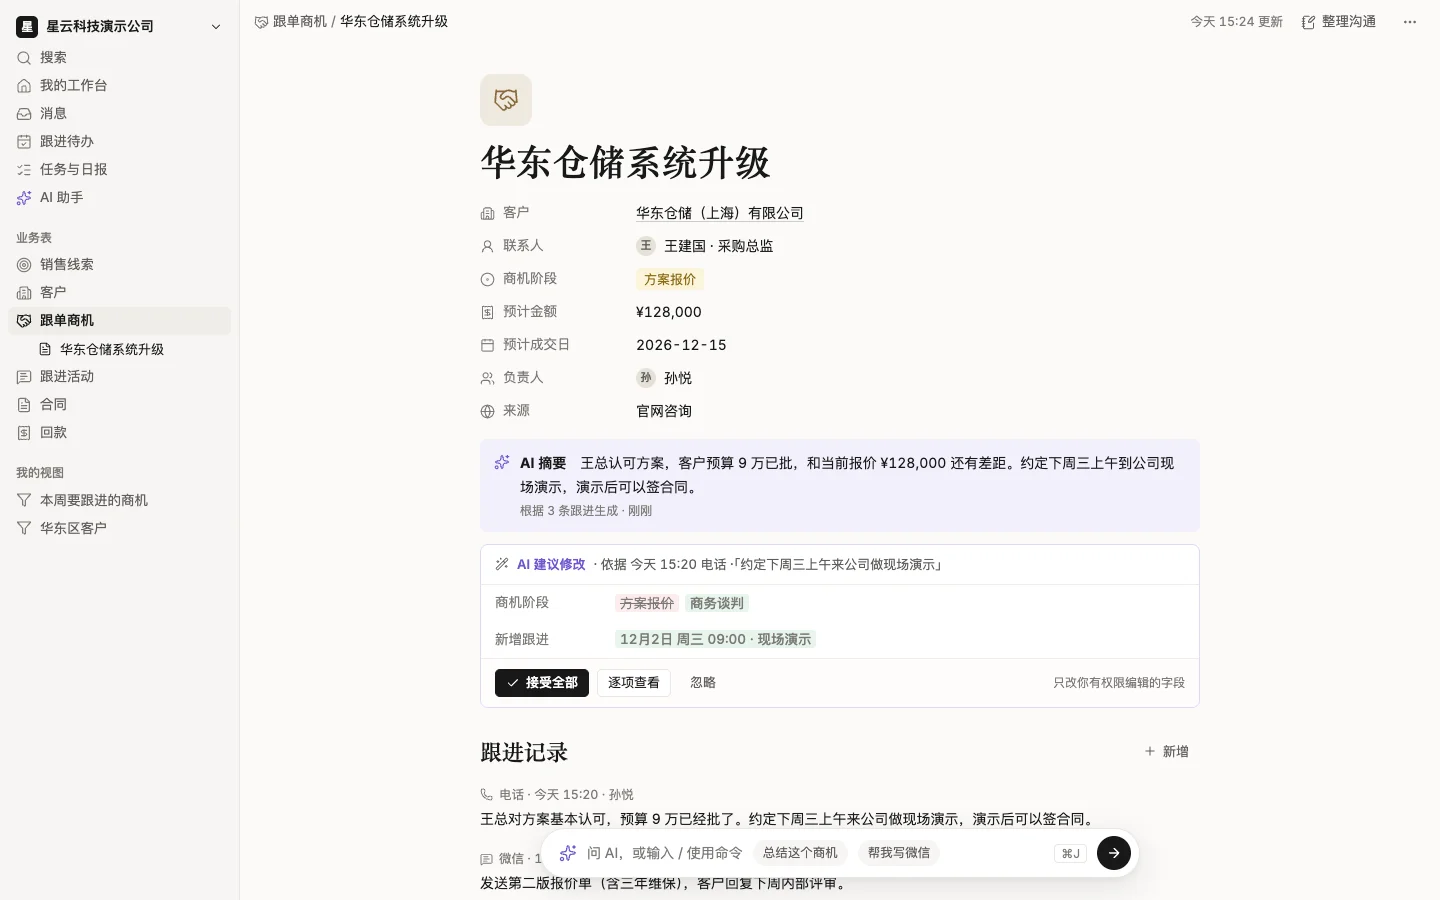 星 星云科技演示公司
搜索
我的工作台
消息
跟进待办
任务与日报
AI 助手
业务表
销售线索
客户
跟单商机
华东仓储系统升级
跟进活动
合同
回款
我的视图
本周要跟进的商机
华东区客户
跟单商机 / 华东仓储系统升级
今天 15:24 更新 整理沟通
华东仓储系统升级
客户 华东仓储（上海）有限公司
联系人 王 王建国 · 采购总监
商机阶段 方案报价
预计金额 ¥128,000
预计成交日 2026-12-15
负责人 孙 孙悦
来源 官网咨询
AI 摘要 王总认可方案，客户预算 9 万已批，和当前报价 ¥128,000 还有差距。约定下周三上午到公司现
场演示，演示后可以签合同。
根据 3 条跟进生成 · 刚刚
AI 建议修改 · 依据 今天 15:20 电话 ·「约定下周三上午来公司做现场演示」
商机阶段 方案报价 商务谈判
新增跟进 12月2日 周三 09:00 · 现场演示
接受全部 逐项查看 忽略 只改你有权限编辑的字段
跟进记录 新增
电话 · 今天 15:20 · 孙悦
王总对方案基本认可，预算 9 万已经批了。约定下周三上午来公司做现场演示，演示后可以签合同。
微信 · 1
问 AI，或输入 / 使用命令 总结这个商机 帮我写微信 ⌘J
发送第二版报价单（含三年维保），客户回复下周内部评审。